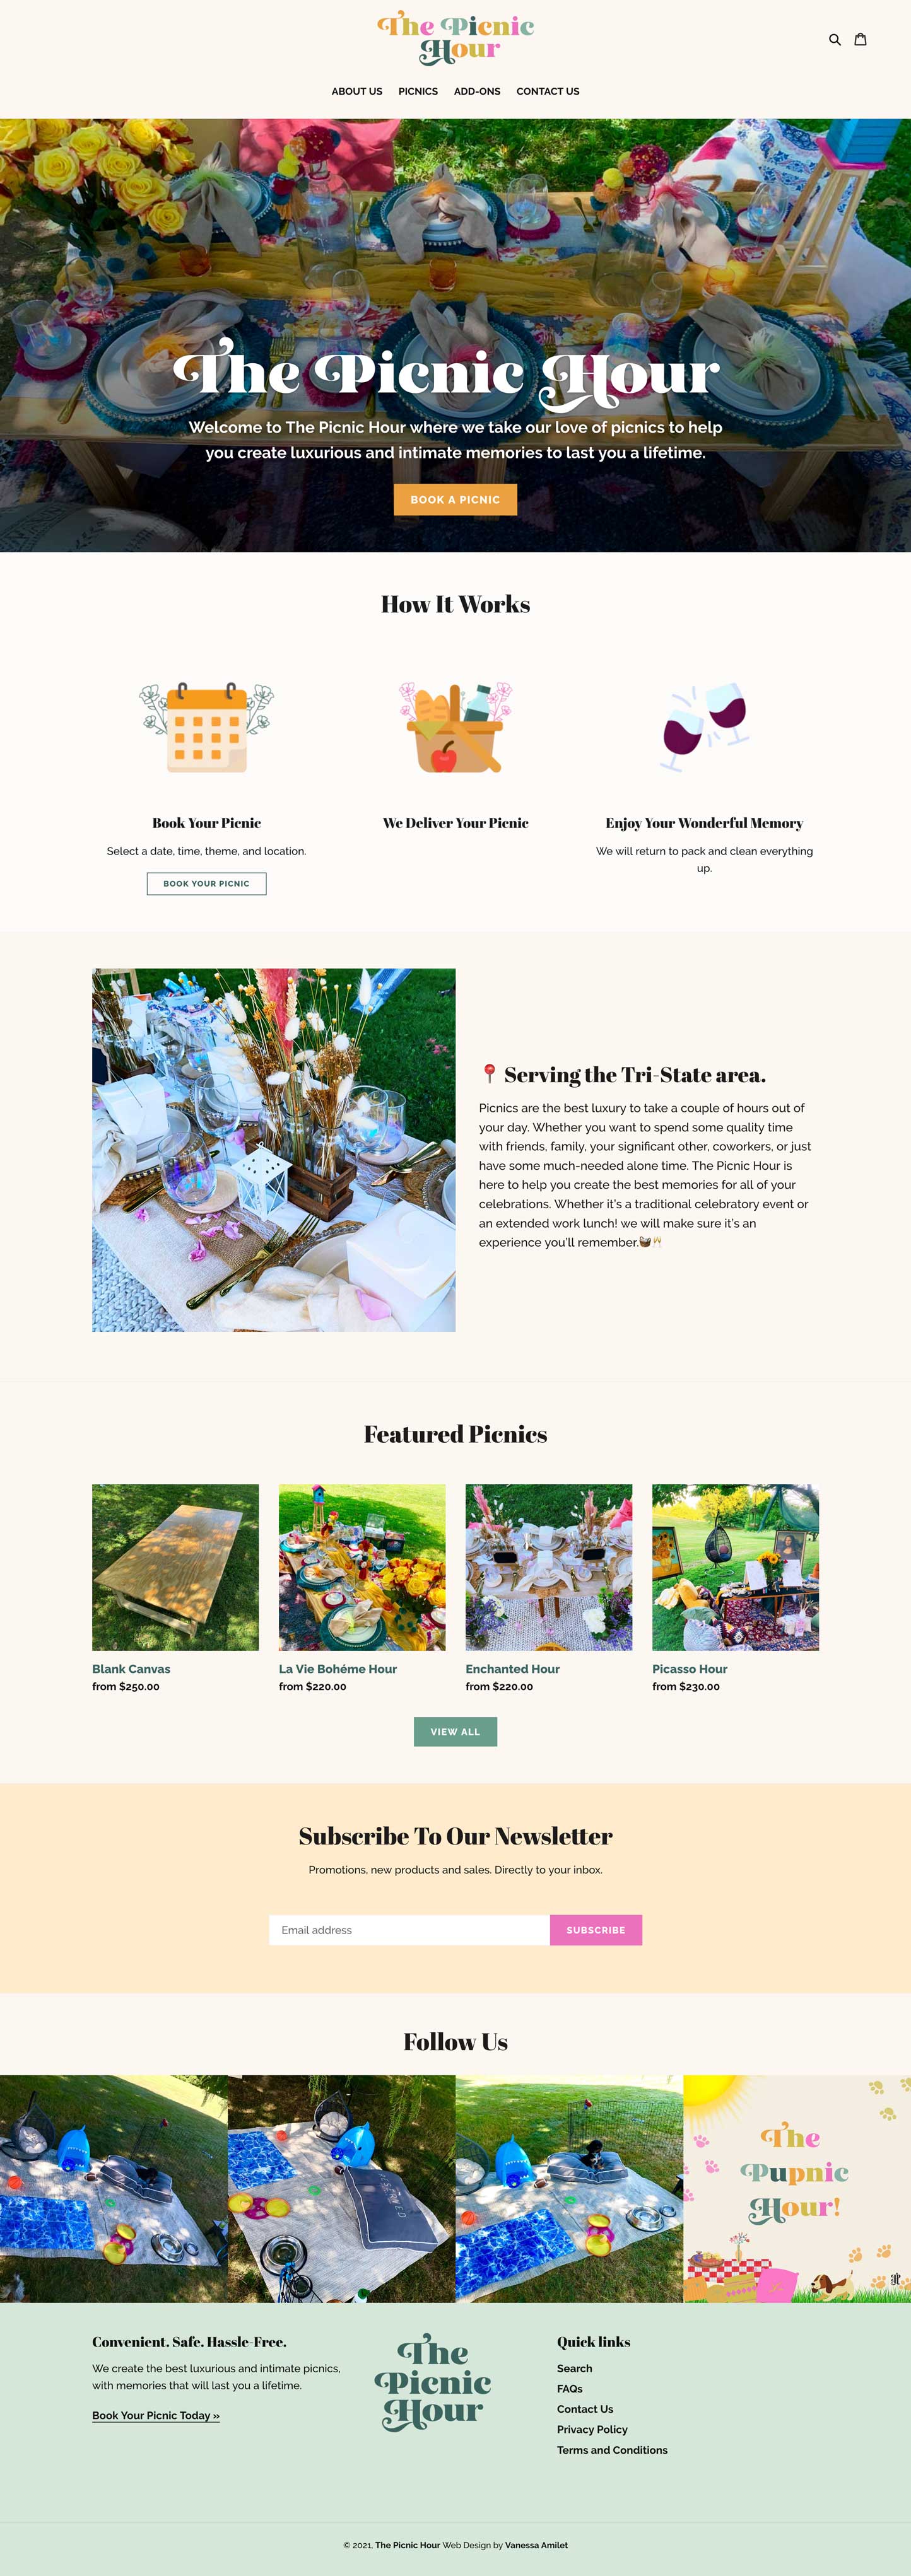 The Picnic
Hour
ABOUT US PICNICS ADD-ONS CONTACT US
The Picnic Hour
Welcome to The Picnic Hour where we take our love of picnics to help
you create luxurious and intimate memories to last you a lifetime.
BOOK A PICNIC
How It Works
Book Your Picnic
Select a date, time, theme, and location.
BOOK YOUR PICNIC
We Deliver Your Picnic
Enjoy Your Wonderful Memory
We will return to pack and clean everything
up.
Serving the Tri-State area.
Picnics are the best luxury to take a couple of hours out of
your day. Whether you want to spend some quality time
with friends, family, your significant other, coworkers, or just
have some much-needed alone time. The Picnic Hour is
here to help you create the best memories for all of your
celebrations. Whether it's a traditional celebratory event or
an extended work lunch! we will make sure it's an
experience you'll remember.
Featured Picnics
Blank Canvas
from $250.00
La Vie Bohéme Hour
from $220.00
Enchanted Hour
from $220.00
Picasso Hour
from $230.00
VIEW ALL
Subscribe To Our Newsletter
Promotions, new products and sales. Directly to your inbox.
Email address
SUBSCRIBE
Follow Us
The
Pupnic
Hour!
Convenient. Safe. Hassle-Free.
We create the best luxurious and intimate picnics,
with memories that will last you a lifetime.
Book Your Picnic Today »
The
Picnic
Hour
Quick links
Search
FAQs
Contact Us
Privacy Policy
Terms and Conditions
© 2021, The Picnic Hour Web Design by Vanessa Amilet